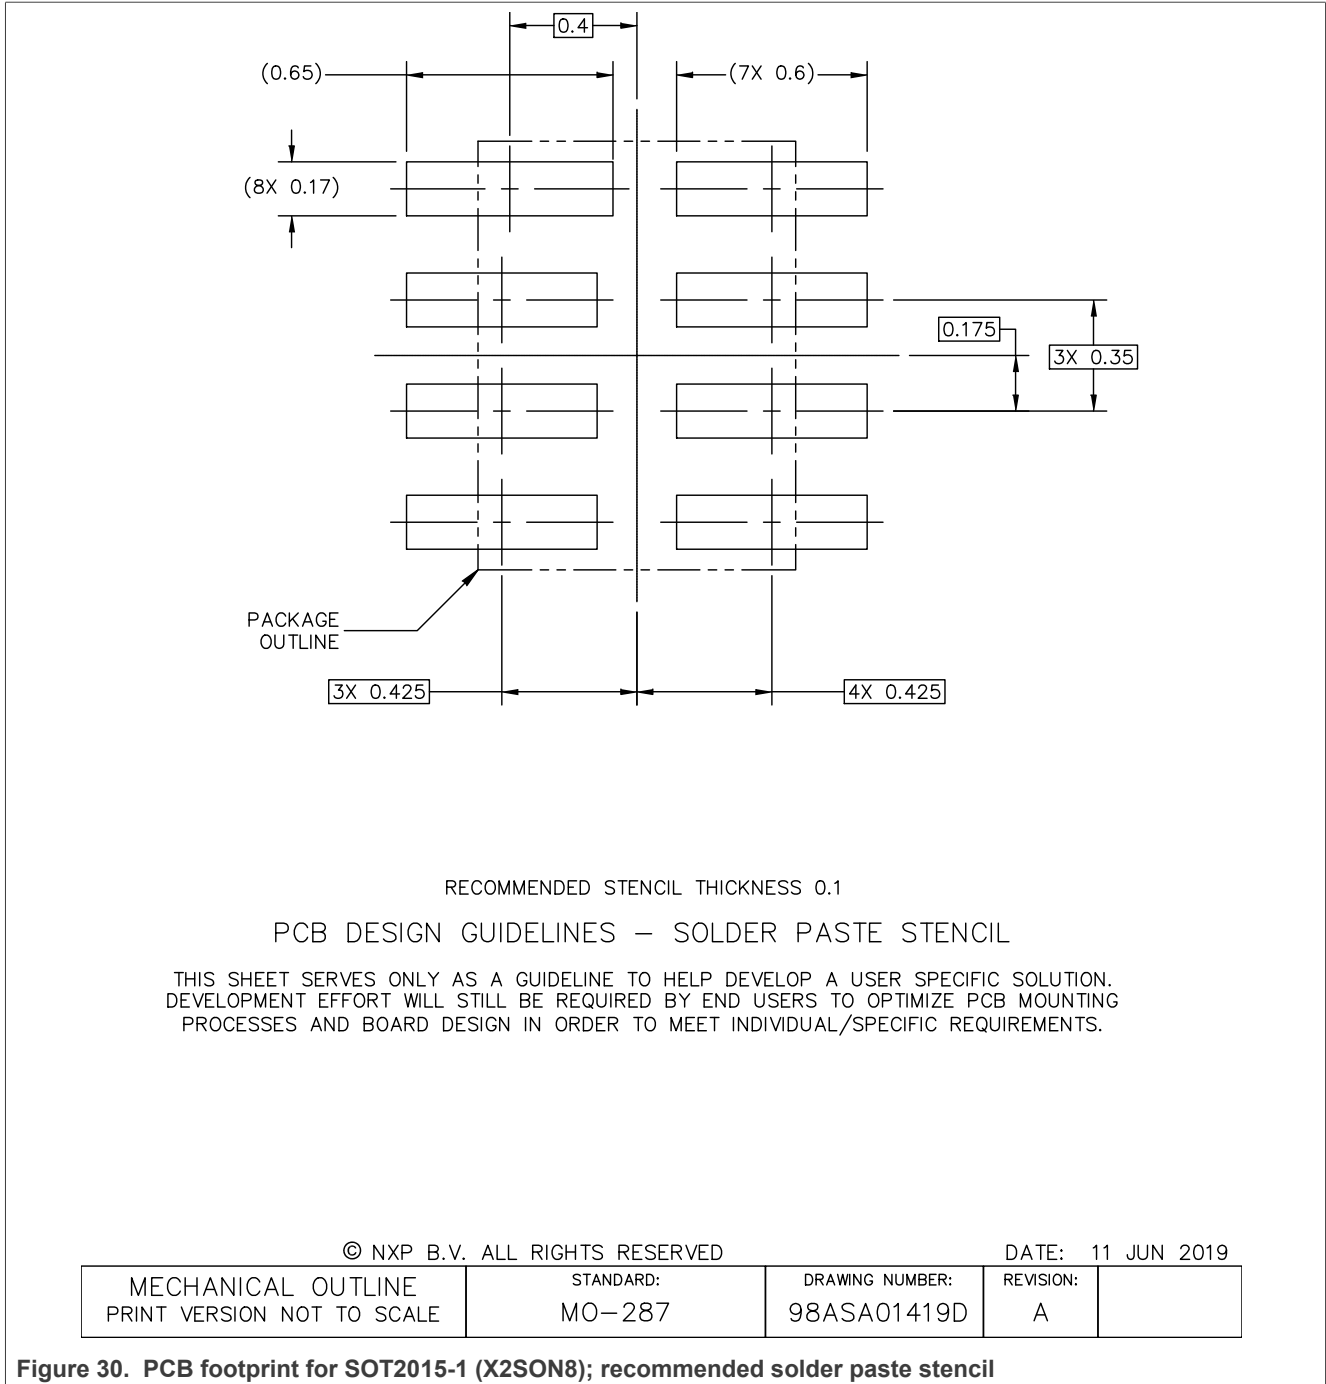 0.4
(0.65)
(7X 0.6)
(8X 0.17)
0.175
3X 0.35
PACKAGE
OUTLINE
3X 0.425
4X 0.425
RECOMMENDED STENCIL THICKNESS 0.1
PCB DESIGN GUIDELINES – SOLDER PASTE STENCIL
THIS SHEET SERVES ONLY AS A GUIDELINE TO HELP DEVELOP A USER SPECIFIC SOLUTION.
DEVELOPMENT EFFORT WILL STILL BE REQUIRED BY END USERS TO OPTIMIZE PCB MOUNTING
PROCESSES AND BOARD DESIGN IN ORDER TO MEET INDIVIDUAL/SPECIFIC REQUIREMENTS.
© NXP B.V. ALL RIGHTS RESERVED
DATE: 11 JUN 2019
MECHANICAL OUTLINE
PRINT VERSION NOT TO SCALE
STANDARD:
MO-287
DRAWING NUMBER:
98ASA01419D
REVISION:
A
Figure 30. PCB footprint for SOT2015-1 (X2SON8); recommended solder paste stencil